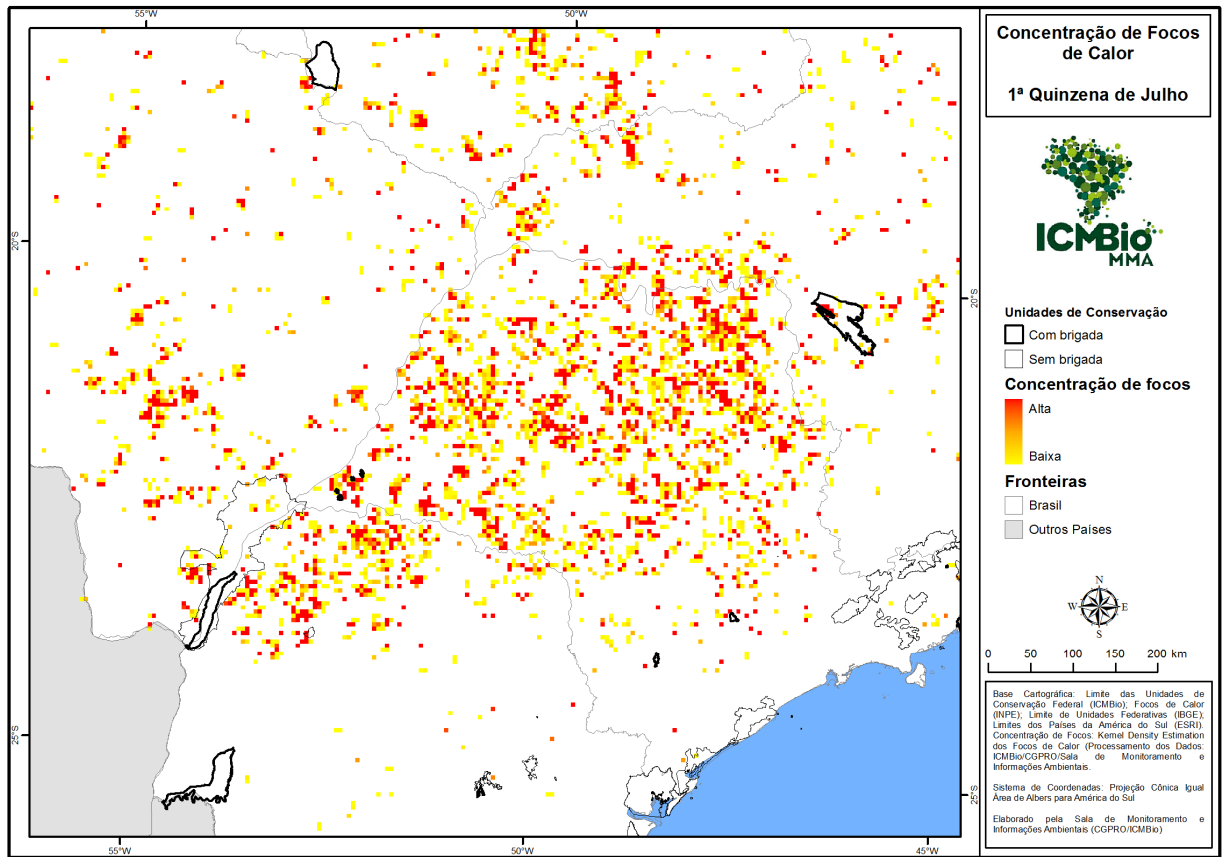 55°W
50°W
20°S
20°S
25°S
25°S
55°W
50°W
45°W
Concentração de Focos
de Calor
1ª Quinzena de Julho
ICMBio
MMA
Unidades de Conservação
Com brigada
Sem brigada
Concentração de focos
Alta
Baixa
Fronteiras
Brasil
Outros Países
N
W E
S
0 50 100 150 200 km
Base Cartográfica: Limite das Unidades de
Conservação Federal (ICMBio); Focos de Calor
(INPE); Limite de Unidades Federativas (IBGE);
Limites dos Países da América do Sul (ESRI).
Concentração de Focos: Kernel Density Estimation
dos Focos de Calor (Processamento dos Dados:
ICMBio/CGPRO/Sala de Monitoramento e
Informações Ambientais.
Sistema de Coordenadas: Projeção Cônica Igual
Área de Albers para América do Sul
Elaborado pela Sala de Monitoramento e
Informações Ambientais (CGPRO/ICMBio)